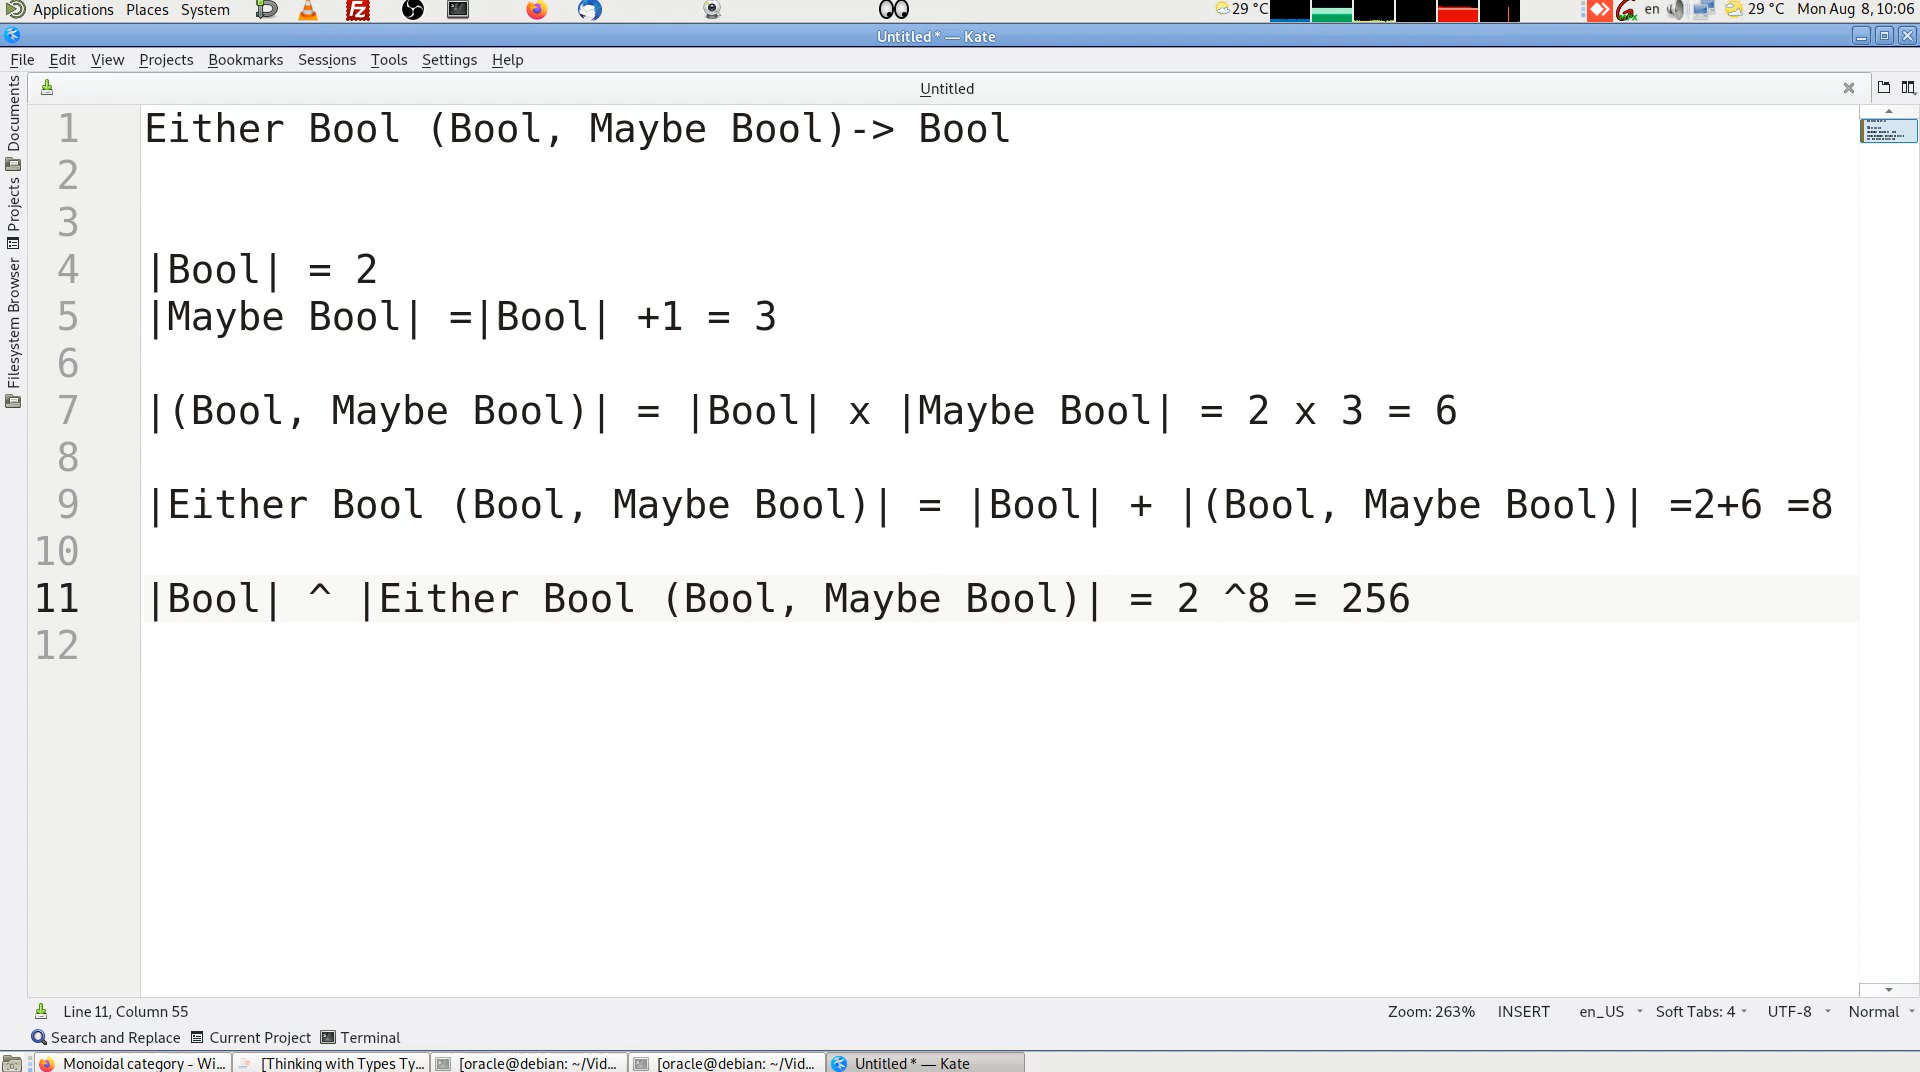 Applications Places System 29 °C en 29 °C Mon Aug 8, 10:06
Untitled * — Kate
File Edit View Projects Bookmarks Sessions Tools Settings Help
Untitled
Documents
Projects
Filesystem Browser
1 Either Bool (Bool, Maybe Bool)-> Bool
2
3
4 |Bool| = 2
5 |Maybe Bool| =|Bool| +1 = 3
6
7 |(Bool, Maybe Bool)| = |Bool| x |Maybe Bool| = 2 x 3 = 6
8
9 |Either Bool (Bool, Maybe Bool)| = |Bool| + |(Bool, Maybe Bool)| =2+6 =8
10
11 |Bool| ^ |Either Bool (Bool, Maybe Bool)| = 2 ^8 = 256
12
Line 11, Column 55 Zoom: 263% INSERT en_US Soft Tabs: 4 UTF-8 Normal
Search and Replace Current Project Terminal
Monoidal category - Wi... [Thinking with Types Ty... [oracle@debian: ~/Vid... [oracle@debian: ~/Vid... Untitled * — Kate